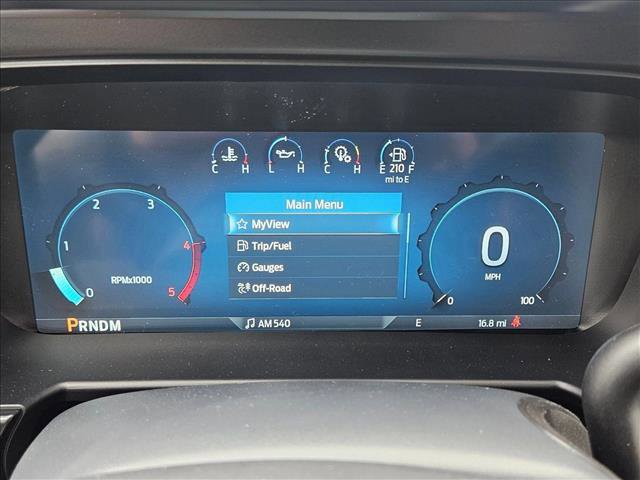 C H L H C H E 210 F
mi to E
Main Menu
MyView
Trip/Fuel
Gauges
Off-Road
0 1 2 3 4 5
RPMx1000
0
MPH
0 100
PRNDM AM 540 E 16.8 mi